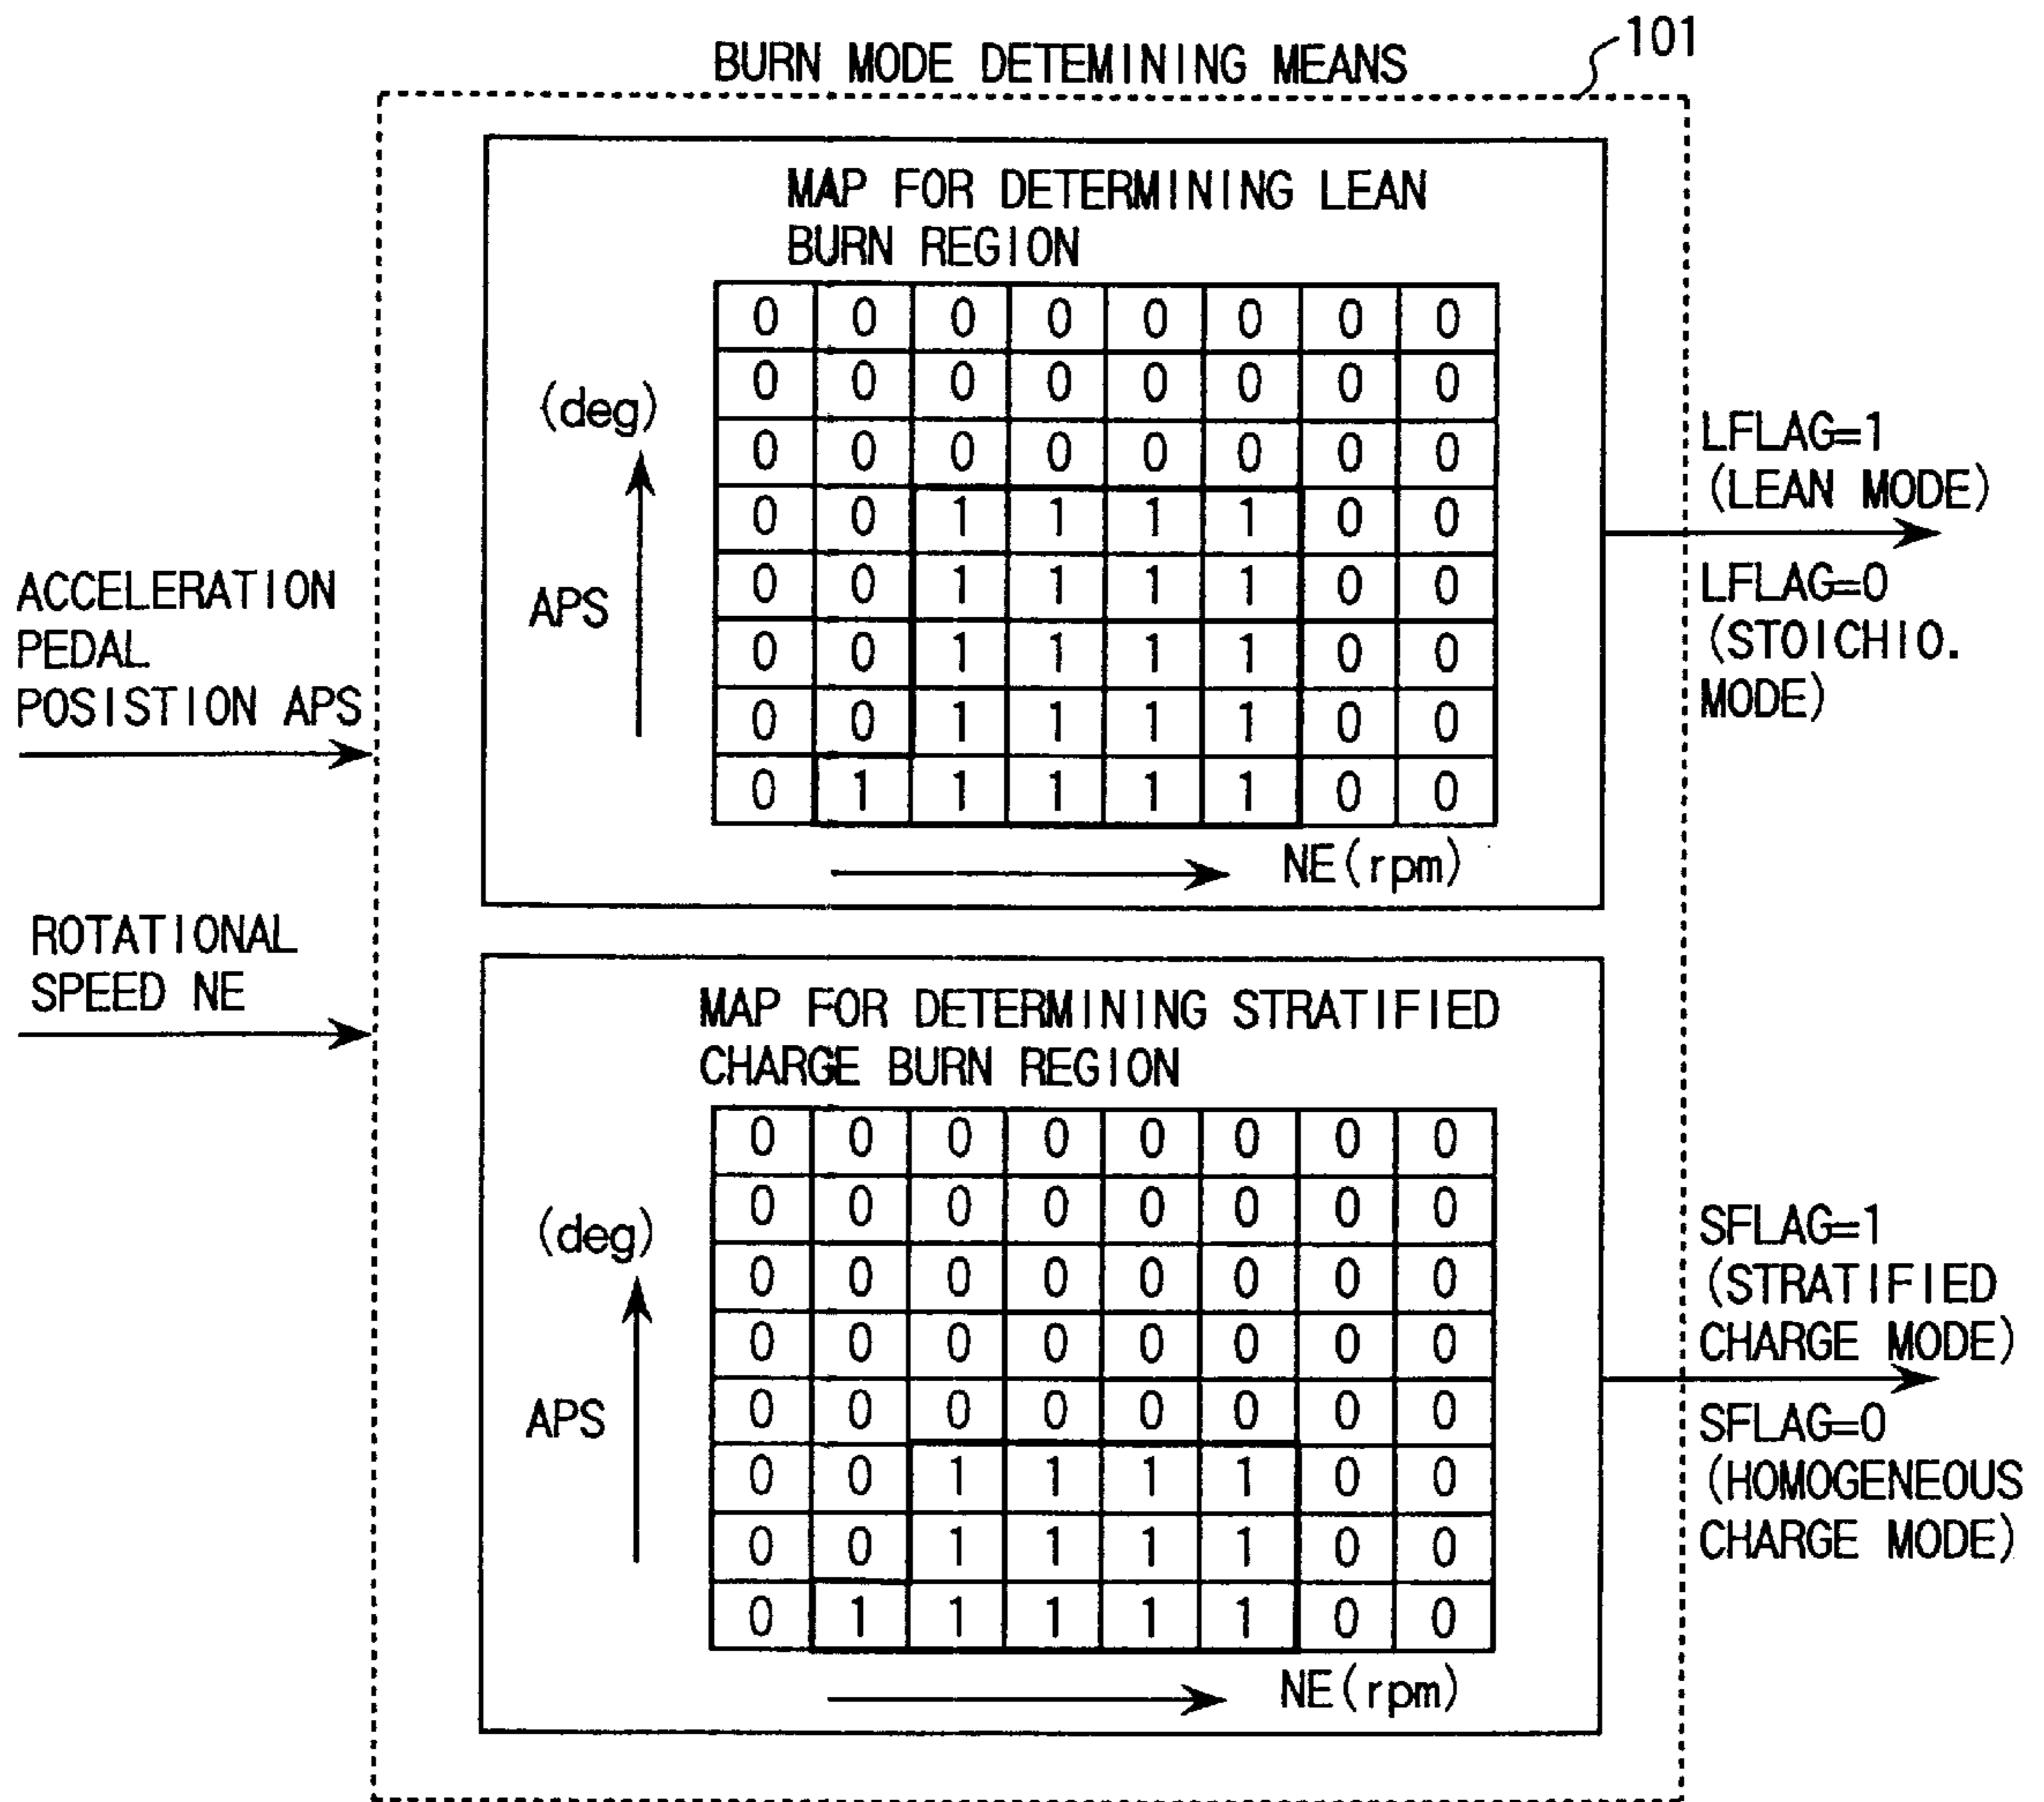 101
BURN MODE DETEMINING MEANS
MAP FOR DETERMINING LEAN
BURN REGION
0 0 0 0 0 0 0 0
0 0 0 0 0 0 0 0
0 0 0 0 0 0 0 0
0 0 1 1 1 1 0 0
0 0 1 1 1 1 0 0
0 0 1 1 1 1 0 0
0 0 1 1 1 1 0 0
0 1 1 1 1 1 0 0
(deg)
APS
NE(rpm)
ACCELERATION
PEDAL
POSISTION APS
ROTATIONAL
SPEED NE
LFLAG=1
(LEAN MODE)
LFLAG=0
(STOICHIO.
MODE)
MAP FOR DETERMINING STRATIFIED
CHARGE BURN REGION
0 0 0 0 0 0 0 0
0 0 0 0 0 0 0 0
0 0 0 0 0 0 0 0
0 0 0 0 0 0 0 0
0 0 0 0 0 0 0 0
0 0 1 1 1 1 0 0
0 0 1 1 1 1 0 0
0 1 1 1 1 1 0 0
(deg)
APS
NE(rpm)
SFLAG=1
(STRATIFIED
CHARGE MODE)
SFLAG=0
(HOMOGENEOUS
CHARGE MODE)